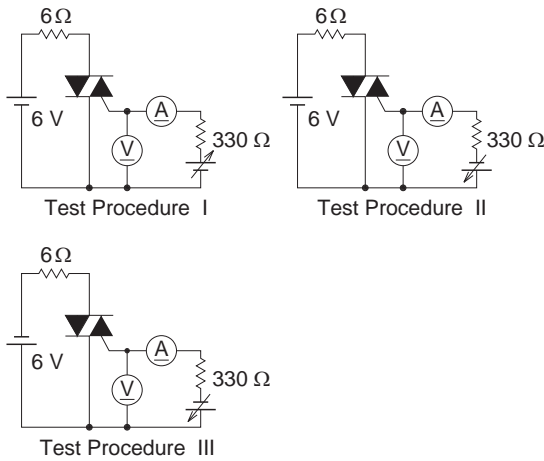 6Ω
6 V
A
V
330 Ω
Test Procedure I
6Ω
6 V
A
V
330 Ω
Test Procedure II
6Ω
6 V
A
V
330 Ω
Test Procedure III